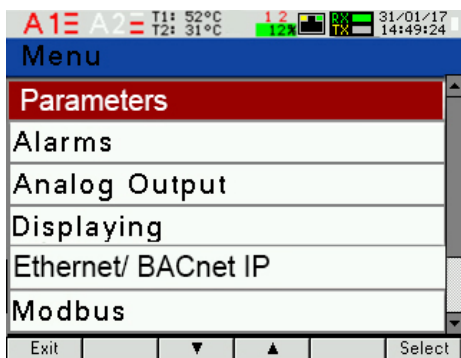 A1 A2 T1: 52°C 1 2 RX 31/01/17
T2: 31°C 12% TX 14:49:24
Menu
Parameters
Alarms
Analog Output
Displaying
Ethernet/ BACnet IP
Modbus
Exit ▼ ▲ Select